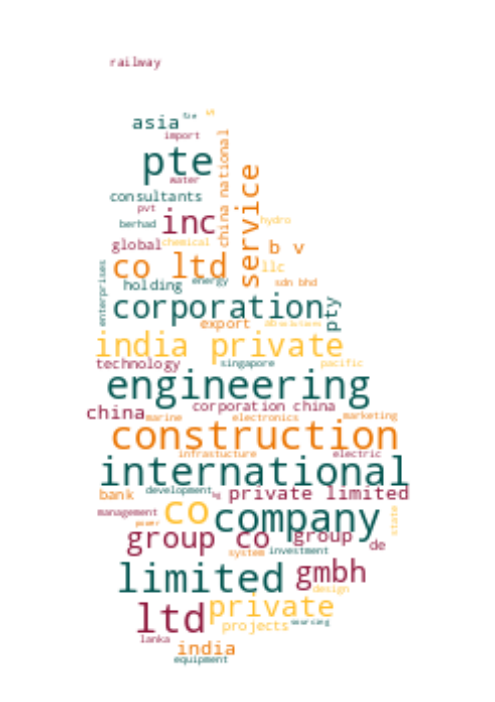 railway
asia
import
pte
water
consultants
china national
service
pvt
inc
berhad
hydro
global
chemical
b v
co ltd
llc
enterprises
holding
energy
sdn bhd
corporation
pty
export
india private
technology
singapore
pacific
engineering
china
corporation china
marine
electronics
marketing
construction
infrastucture
electric
international
bank
development
private limited
management
co
company
state
power
group co
group
de
system
investment
limited
gmbh
design
ltd
private
projects
sourcing
lanka
india
equipment